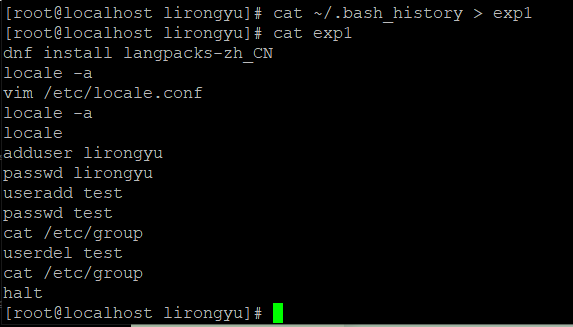 [root@localhost lirongyu]# cat ~/.bash_history > exp1
[root@localhost lirongyu]# cat exp1
dnf install langpacks-zh_CN
locale -a
vim /etc/locale.conf
locale -a
locale
adduser lirongyu
passwd lirongyu
useradd test
passwd test
cat /etc/group
userdel test
cat /etc/group
halt
[root@localhost lirongyu]#